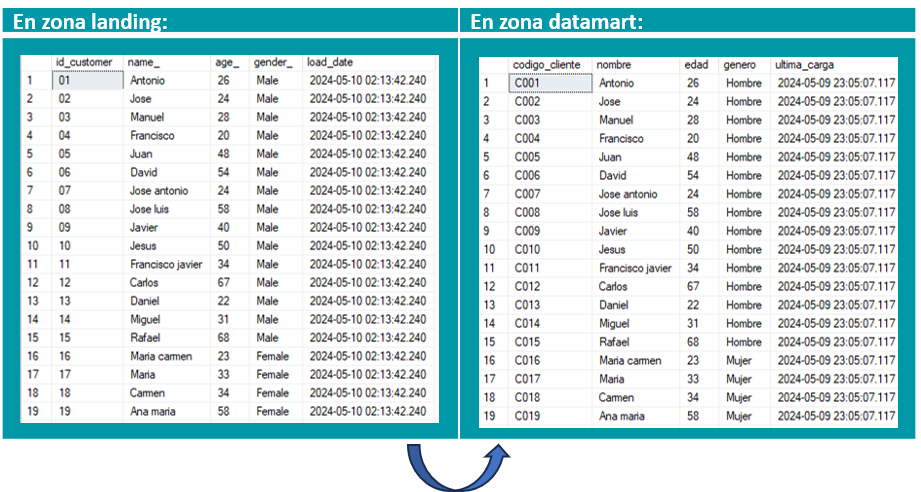 En zona landing:
id_customer name_ age_ gender_ load_date
1 01 Antonio 26 Male 2024-05-10 02:13:42.240
2 02 Jose 24 Male 2024-05-10 02:13:42.240
3 03 Manuel 28 Male 2024-05-10 02:13:42.240
4 04 Francisco 20 Male 2024-05-10 02:13:42.240
5 05 Juan 48 Male 2024-05-10 02:13:42.240
6 06 David 54 Male 2024-05-10 02:13:42.240
7 07 Jose antonio 24 Male 2024-05-10 02:13:42.240
8 08 Jose luis 58 Male 2024-05-10 02:13:42.240
9 09 Javier 40 Male 2024-05-10 02:13:42.240
10 10 Jesus 50 Male 2024-05-10 02:13:42.240
11 11 Francisco javier 34 Male 2024-05-10 02:13:42.240
12 12 Carlos 67 Male 2024-05-10 02:13:42.240
13 13 Daniel 22 Male 2024-05-10 02:13:42.240
14 14 Miguel 31 Male 2024-05-10 02:13:42.240
15 15 Rafael 68 Male 2024-05-10 02:13:42.240
16 16 Maria carmen 23 Female 2024-05-10 02:13:42.240
17 17 Maria 33 Female 2024-05-10 02:13:42.240
18 18 Carmen 34 Female 2024-05-10 02:13:42.240
19 19 Ana maria 58 Female 2024-05-10 02:13:42.240
En zona datamart:
codigo_cliente nombre edad genero ultima_carga
1 C001 Antonio 26 Hombre 2024-05-09 23:05:07.117
2 C002 Jose 24 Hombre 2024-05-09 23:05:07.117
3 C003 Manuel 28 Hombre 2024-05-09 23:05:07.117
4 C004 Francisco 20 Hombre 2024-05-09 23:05:07.117
5 C005 Juan 48 Hombre 2024-05-09 23:05:07.117
6 C006 David 54 Hombre 2024-05-09 23:05:07.117
7 C007 Jose antonio 24 Hombre 2024-05-09 23:05:07.117
8 C008 Jose luis 58 Hombre 2024-05-09 23:05:07.117
9 C009 Javier 40 Hombre 2024-05-09 23:05:07.117
10 C010 Jesus 50 Hombre 2024-05-09 23:05:07.117
11 C011 Francisco javier 34 Hombre 2024-05-09 23:05:07.117
12 C012 Carlos 67 Hombre 2024-05-09 23:05:07.117
13 C013 Daniel 22 Hombre 2024-05-09 23:05:07.117
14 C014 Miguel 31 Hombre 2024-05-09 23:05:07.117
15 C015 Rafael 68 Hombre 2024-05-09 23:05:07.117
16 C016 Maria carmen 23 Mujer 2024-05-09 23:05:07.117
17 C017 Maria 33 Mujer 2024-05-09 23:05:07.117
18 C018 Carmen 34 Mujer 2024-05-09 23:05:07.117
19 C019 Ana maria 58 Mujer 2024-05-09 23:05:07.117